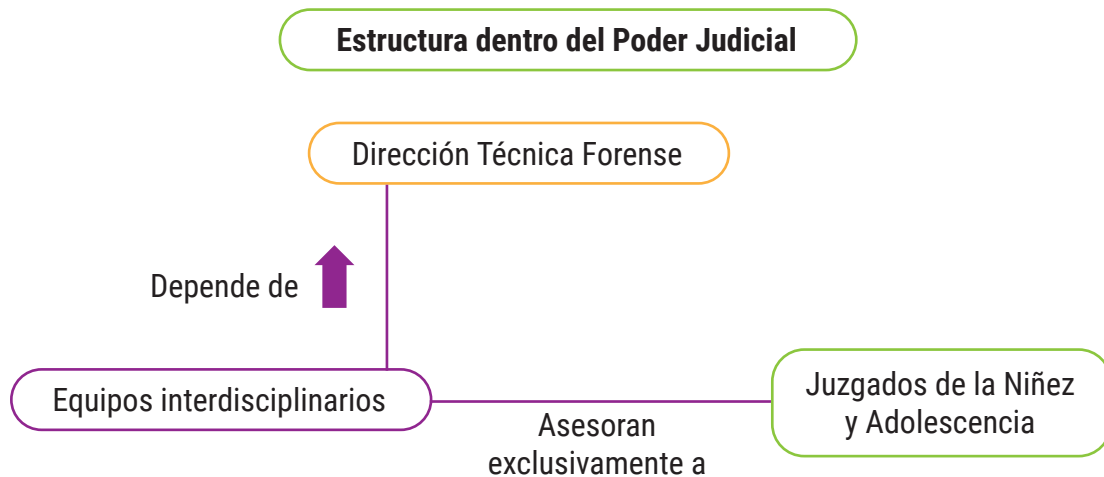 Estructura dentro del Poder Judicial
Dirección Técnica Forense
Depende de
Equipos interdisciplinarios
Asesoran
exclusivamente a
Juzgados de la Niñez
y Adolescencia